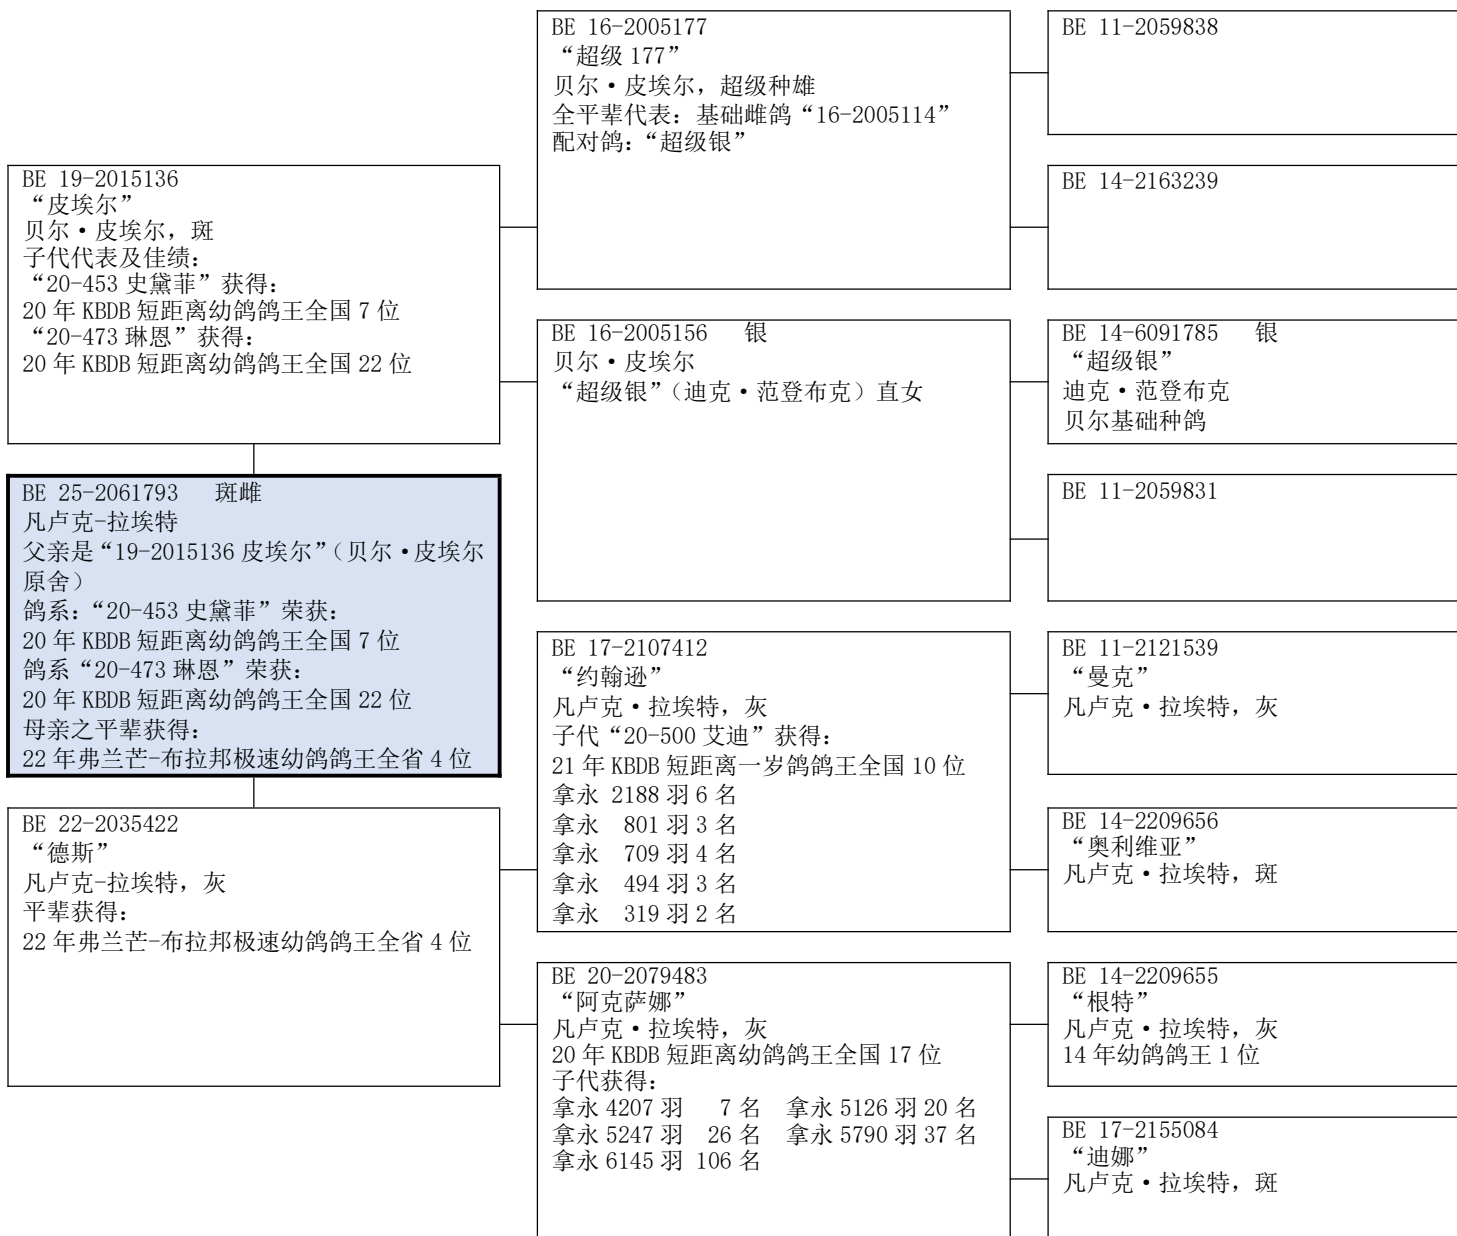 BE 16-2005177
“超级 177”
贝尔·皮埃尔，超级种雄
全平辈代表：基础雌鸽“16-2005114”
配对鸽：“超级银”
BE 11-2059838
BE 14-2163239
BE 19-2015136
“皮埃尔”
贝尔·皮埃尔，斑
子代代表及佳绩：
“20-453 史黛菲”获得：
20 年 KBDB 短距离幼鸽鸽王全国 7 位
“20-473 琳恩”获得：
20 年 KBDB 短距离幼鸽鸽王全国 22 位
BE 16-2005156 银
贝尔·皮埃尔
“超级银”（迪克·范登布克）直女
BE 14-6091785 银
“超级银”
迪克·范登布克
贝尔基础种鸽
BE 11-2059831
BE 25-2061793 斑雌
凡卢克-拉埃特
父亲是“19-2015136 皮埃尔”（贝尔·皮埃尔
原舍）
鸽系：“20-453 史黛菲”荣获：
20 年 KBDB 短距离幼鸽鸽王全国 7 位
鸽系“20-473 琳恩”荣获：
20 年 KBDB 短距离幼鸽鸽王全国 22 位
母亲之平辈获得：
22 年弗兰芒-布拉邦极速幼鸽鸽王全省 4 位
BE 17-2107412
“约翰逊”
凡卢克·拉埃特，灰
子代“20-500 艾迪”获得：
21 年 KBDB 短距离一岁鸽鸽王全国 10 位
拿永 2188 羽 6 名
拿永 801 羽 3 名
拿永 709 羽 4 名
拿永 494 羽 3 名
拿永 319 羽 2 名
BE 11-2121539
“曼克”
凡卢克·拉埃特，灰
BE 14-2209656
“奥利维亚”
凡卢克·拉埃特，斑
BE 22-2035422
“德斯”
凡卢克-拉埃特，灰
平辈获得：
22 年弗兰芒-布拉邦极速幼鸽鸽王全省 4 位
BE 20-2079483
“阿克萨娜”
凡卢克·拉埃特，灰
20 年 KBDB 短距离幼鸽鸽王全国 17 位
子代获得：
拿永 4207 羽 7 名 拿永 5126 羽 20 名
拿永 5247 羽 26 名 拿永 5790 羽 37 名
拿永 6145 羽 106 名
BE 14-2209655
“根特”
凡卢克·拉埃特，灰
14 年幼鸽鸽王 1 位
BE 17-2155084
“迪娜”
凡卢克·拉埃特，斑